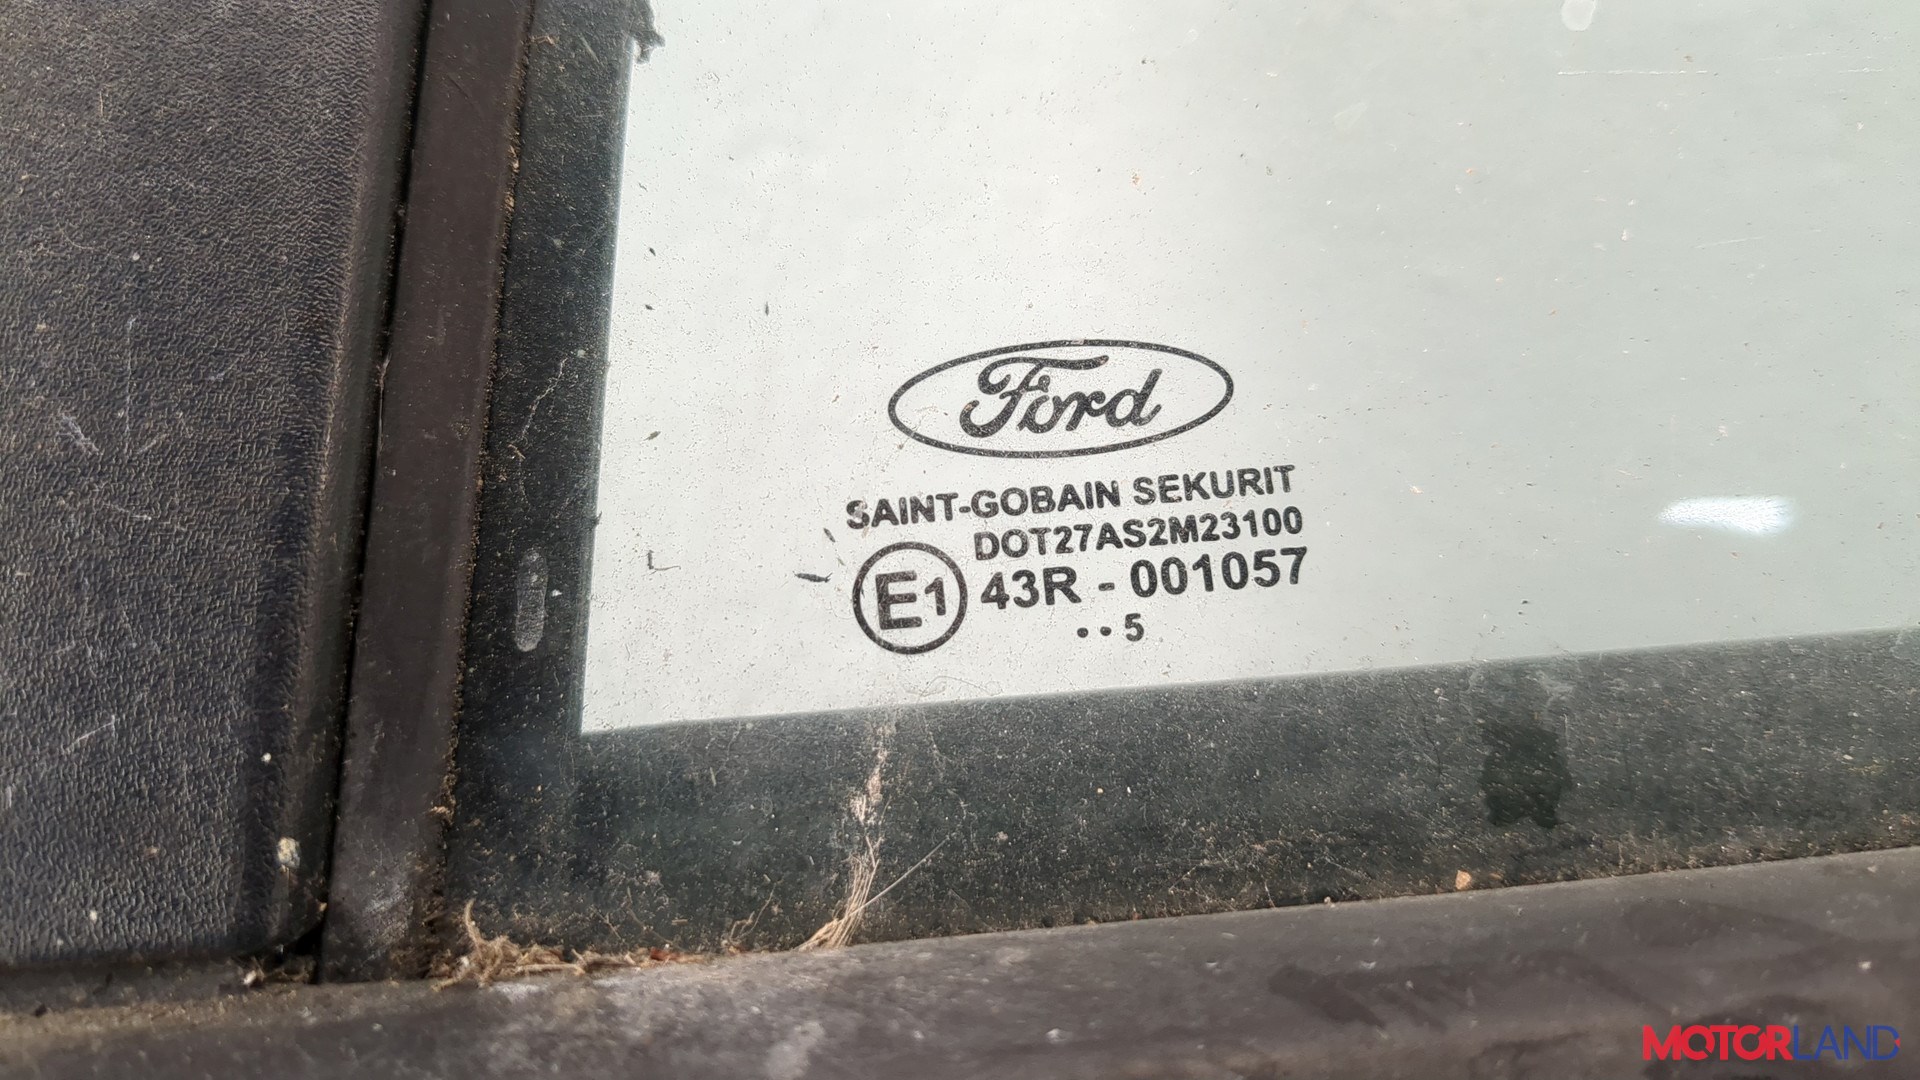 Ford
SAINT-GOBAIN SEKURIT
DOT27AS2M23100
E1 43R - 001057
••5
MOTORLAND